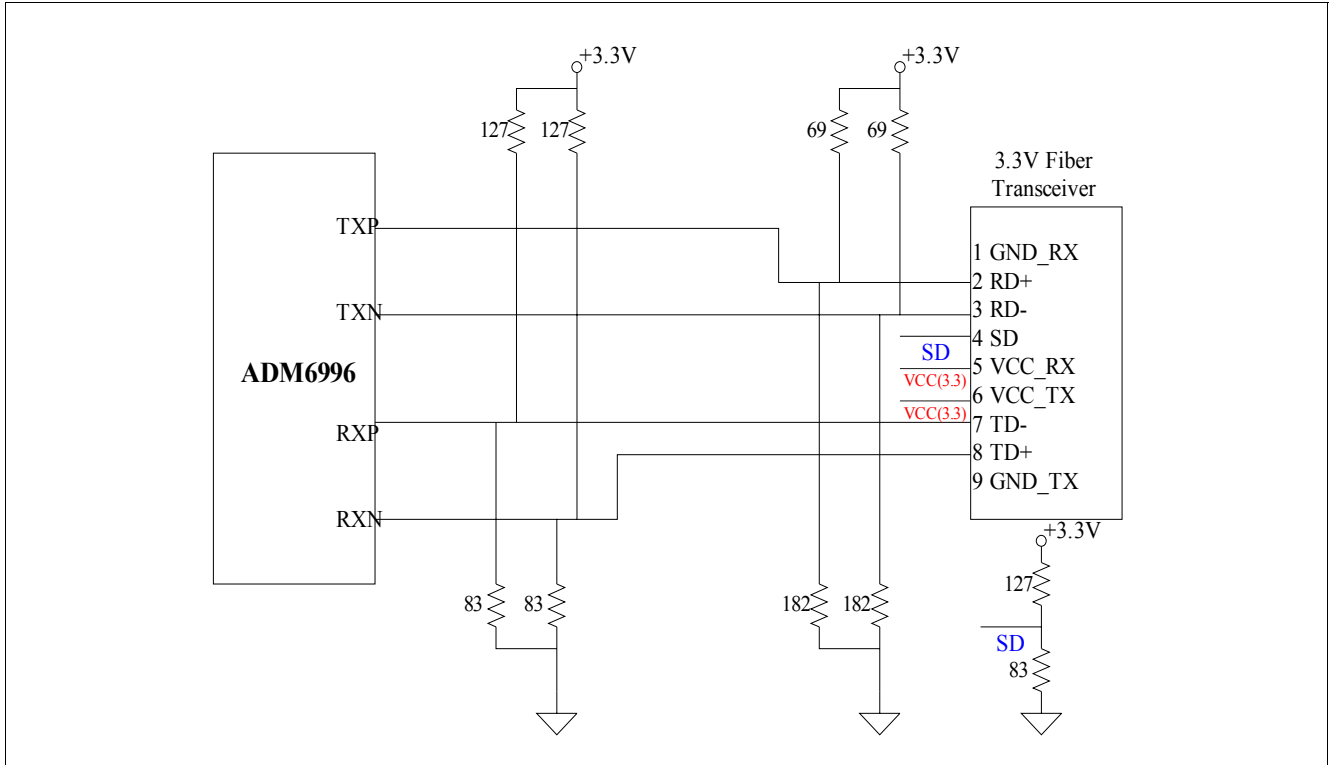 +3.3V
+3.3V
127
127
69
69
3.3V Fiber
Transceiver
TXP
1 GND_RX
2 RD+
TXN
3 RD-
4 SD
SD
5 VCC_RX
ADM6996
VCC(3.3)
6 VCC_TX
VCC(3.3)
RXP
7 TD-
8 TD+
9 GND_TX
RXN
+3.3V
127
83
83
182
182
SD
83